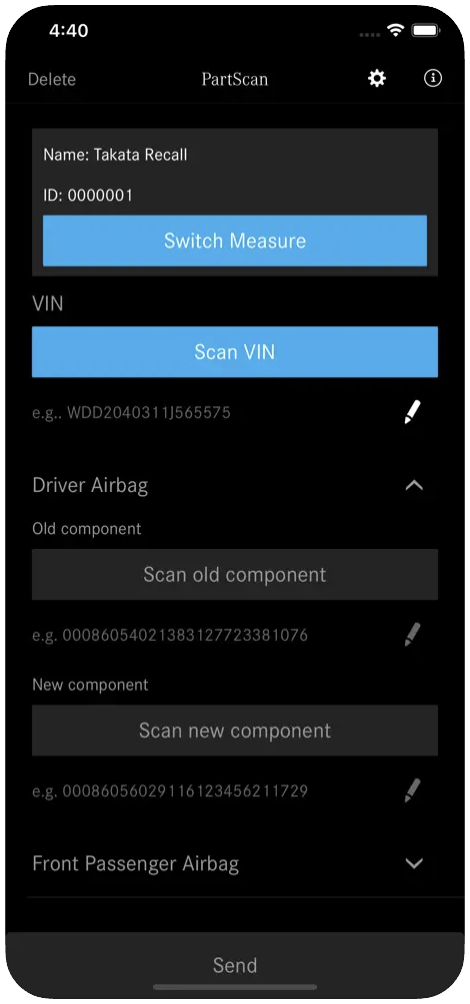 4:40
Delete PartScan
Name: Takata Recall
ID: 0000001
Switch Measure
VIN
Scan VIN
e.g.. WDD2040311J565575
Driver Airbag
Old component
Scan old component
e.g. 00086054021383127723381076
New component
Scan new component
e.g. 00086056029116123456211729
Front Passenger Airbag
Send